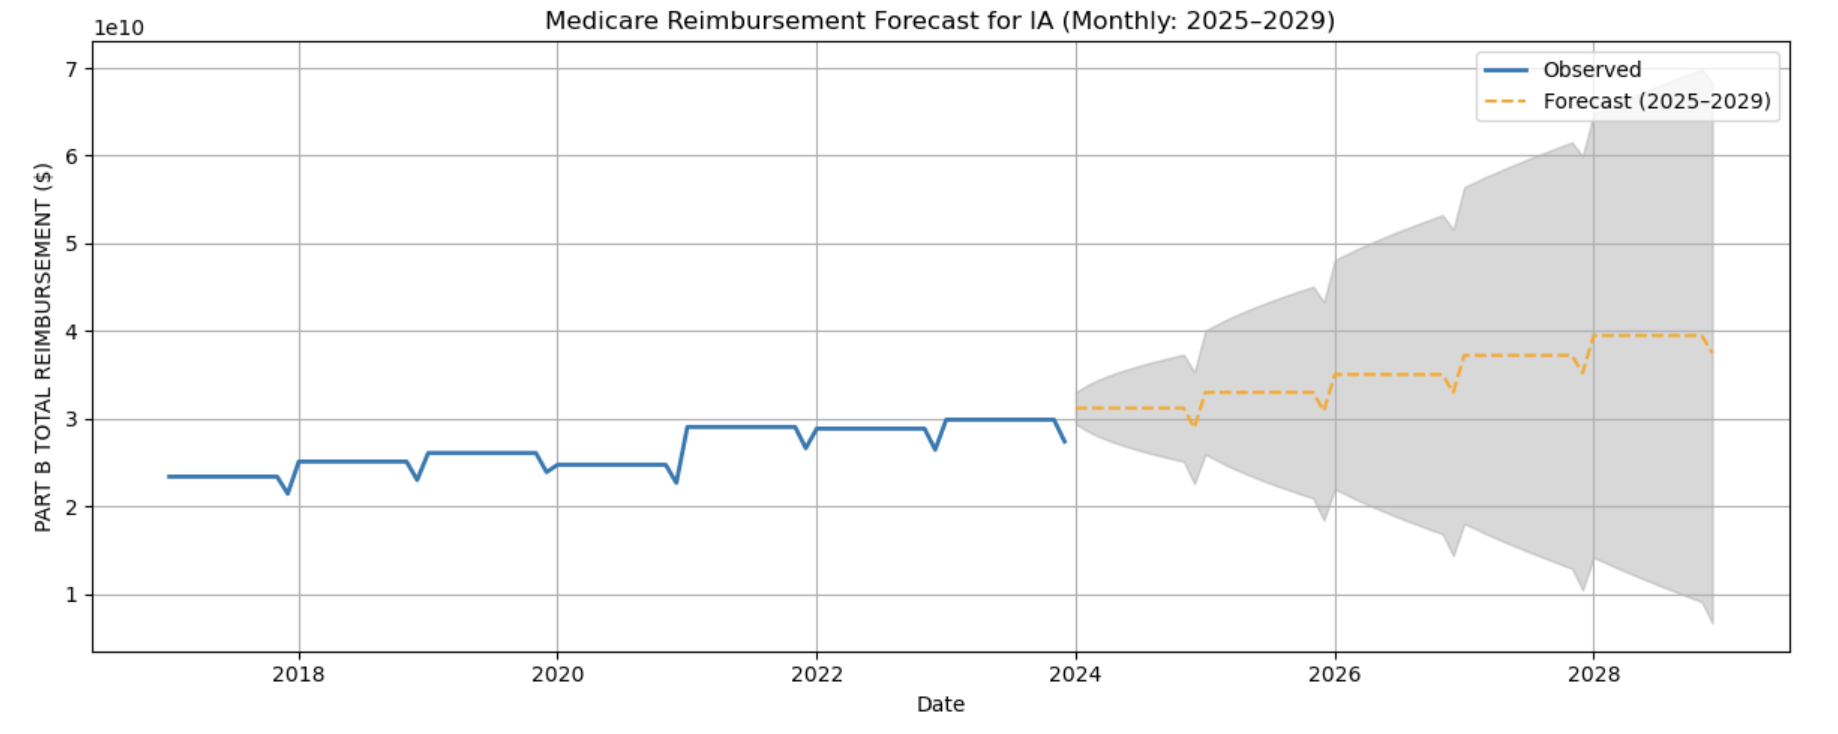 Medicare Reimbursement Forecast for IA (Monthly: 2025–2029)
1e10
7
6
5
4
3
2
1
PART B TOTAL REIMBURSEMENT ($)
Observed
Forecast (2025–2029)
2018
2020
2022
2024
2026
2028
Date